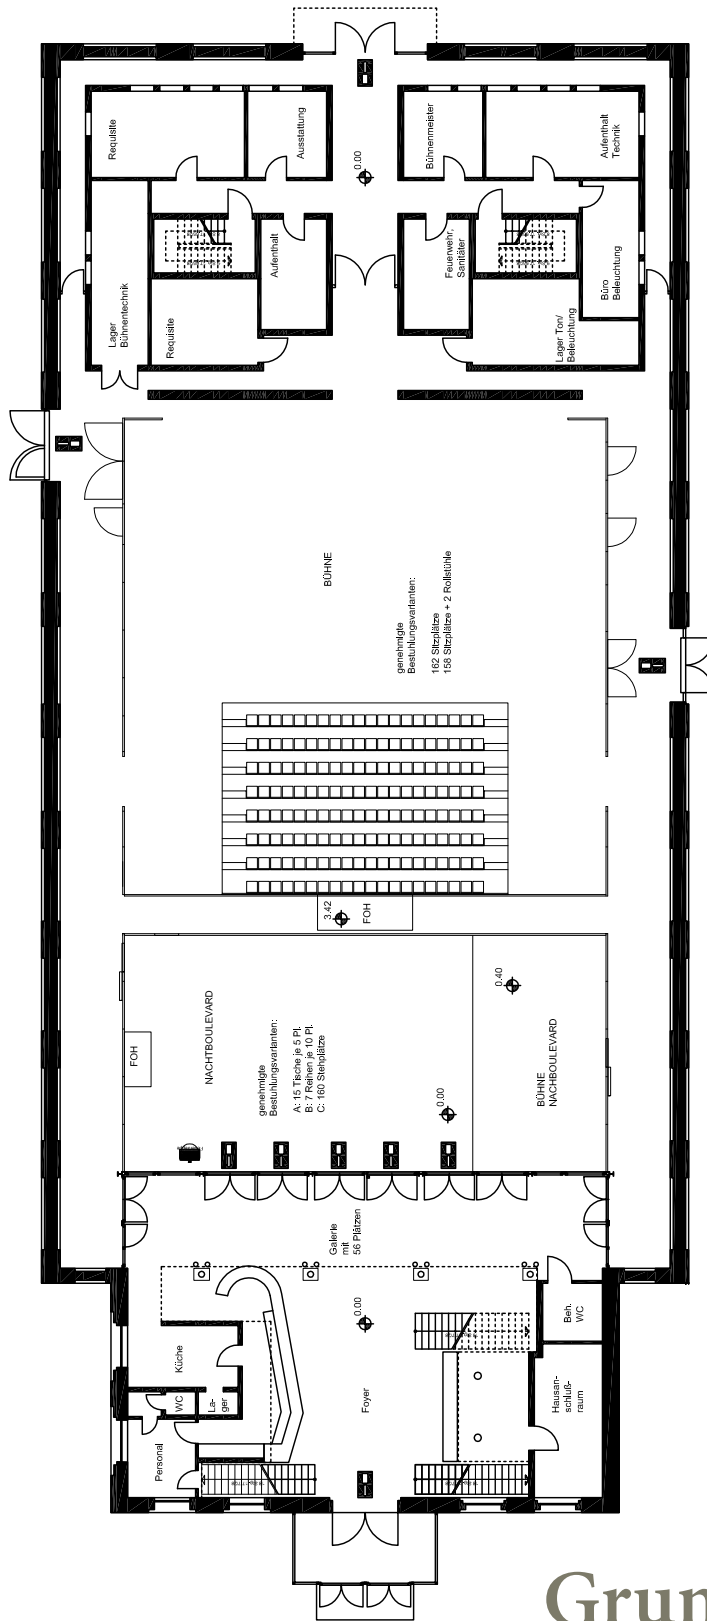 Requisite
Ausstattung
Bühnenmeister
Aufenthalt
Technik
0.00
Lager
Bühnentechnik
Requisite
Aufenthalt
Feuerwehr,
Sanitäter
Lager Ton/
Beleuchtung
Büro
Beleuchtung
BÜHNE
genehmigte
Bestuhlungsvarianten:
162 Sitzplätze
158 Sitzplätze + 2 Rollstühle
3.42
FOH
FOH
NACHTBOULEVARD
genehmigte
Bestuhlungsvarianten:
A: 15 Tische je 5 Pl.
B: 7 Reihen je 10 Pl.
C: 160 Stehplätze
0.40
0.00
BÜHNE
NACHBOULEVARD
Galerie
mit
56 Plätzen
0.00
Foyer
Küche
WC
La-
ger
Personal
Beh.
WC
Hausan-
schluß-
raum
Grun